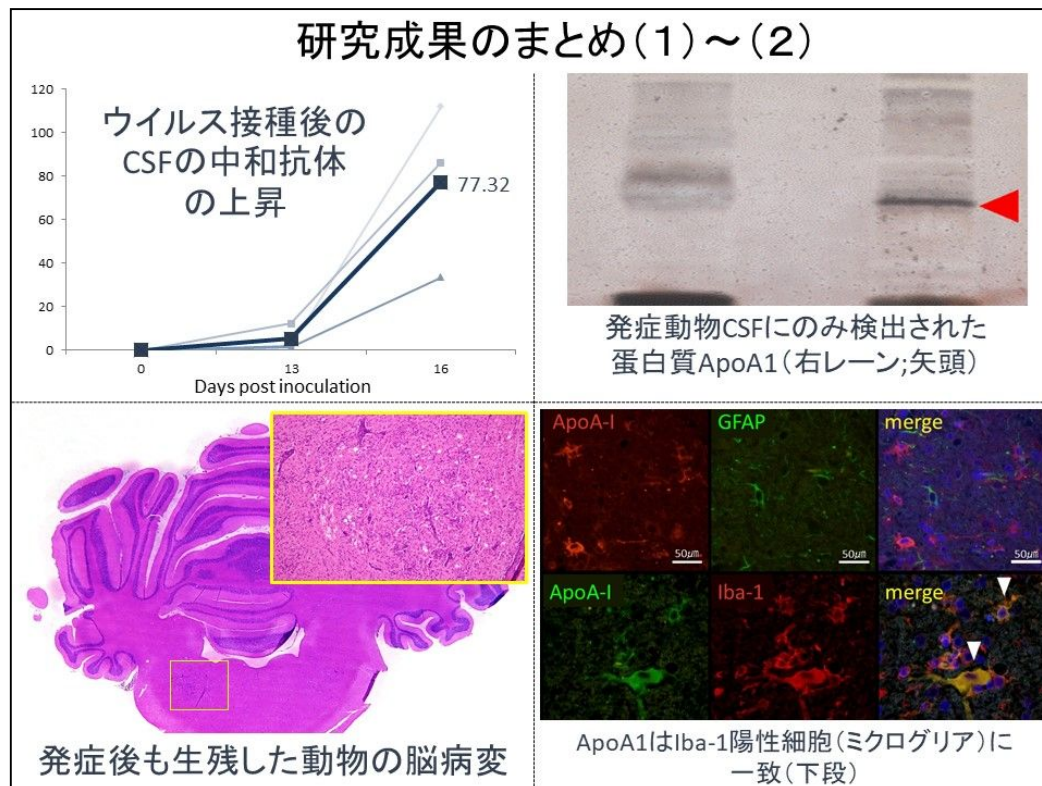 研究成果のまとめ(1)～(2)
120
100
80
60
40
20
0
ウイルス接種後の
CSFの中和抗体
の上昇
77.32
0
13
16
Days post inoculation
発症動物CSFにのみ検出された
蛋白質ApoA1(右レーン;矢頭)
発症後も生残した動物の脳病変
ApoA-I
GFAP
merge
50㎛
50㎛
50㎛
ApoA-I
Iba-1
merge
ApoA1はIba-1陽性細胞(ミクログリア)に
一致(下段)